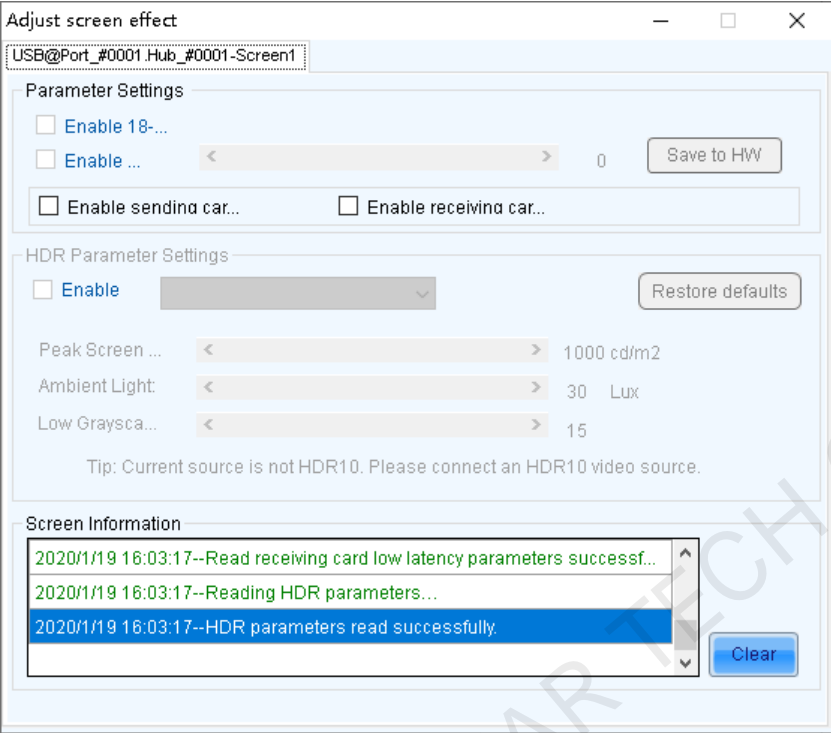 Adjust screen effect
USB@Port_#0001.Hub_#0001-Screen1
Parameter Settings
Enable 18-...
Enable ... 0 Save to HW
Enable sending car... Enable receiving car...
HDR Parameter Settings
Enable Restore defaults
Peak Screen ... 1000 cd/m2
Ambient Light: 30 Lux
Low Graysca... 15
Tip: Current source is not HDR10. Please connect an HDR10 video source.
Screen Information
2020/1/19 16:03:17--Read receiving card low latency parameters successf...
2020/1/19 16:03:17--Reading HDR parameters...
2020/1/19 16:03:17--HDR parameters read successfully.
Clear
AR TECH